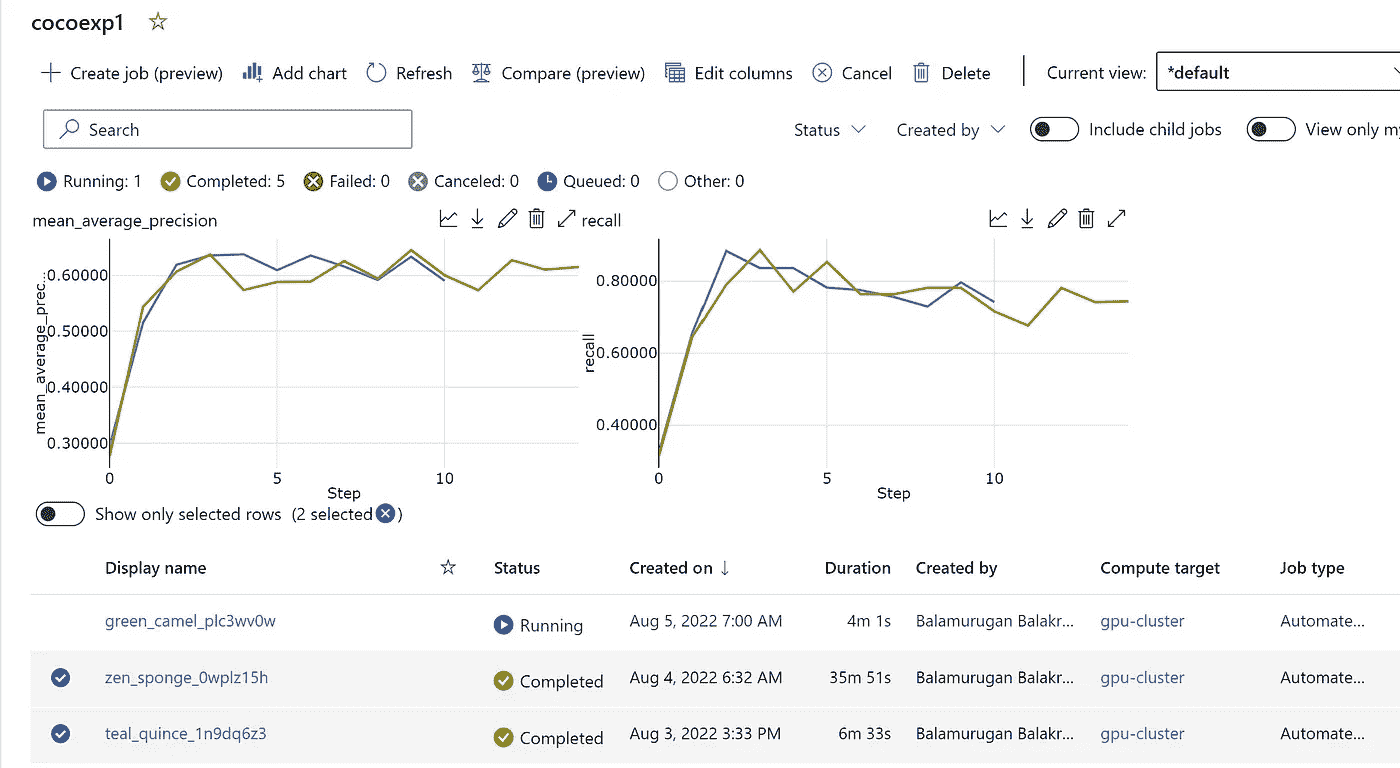 cocoexp1
Create job (preview) Add chart Refresh Compare (preview) Edit columns Cancel Delete Current view: *default
Search Status Created by Include child jobs View only my
Running: 1 Completed: 5 Failed: 0 Canceled: 0 Queued: 0 Other: 0
mean_average_precision recall
mean_average_prec...
0.60000
0.50000
0.40000
0.30000
0 5 10
Step
recall
0.80000
0.60000
0.40000
0 5 10
Step
Show only selected rows (2 selected )
Display name Status Created on ↓ Duration Created by Compute target Job type
green_camel_plc3wv0w Running Aug 5, 2022 7:00 AM 4m 1s Balamurugan Balakr... gpu-cluster Automate...
zen_sponge_0wplz15h Completed Aug 4, 2022 6:32 AM 35m 51s Balamurugan Balakr... gpu-cluster Automate...
teal_quince_1n9dq6z3 Completed Aug 3, 2022 3:33 PM 6m 33s Balamurugan Balakr... gpu-cluster Automate...